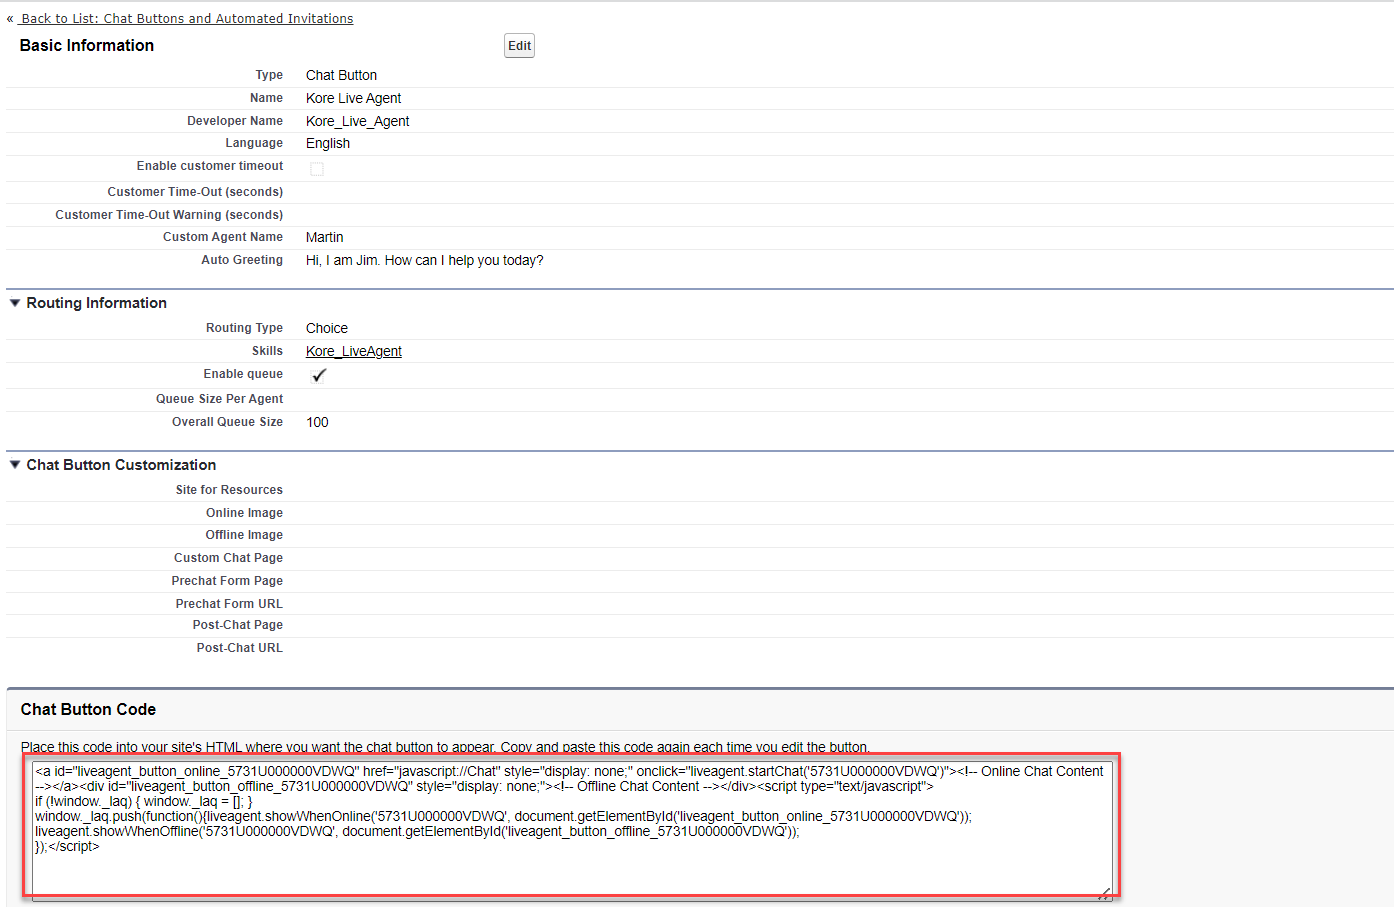 « Back to List: Chat Buttons and Automated Invitations
Basic Information Edit
Type Chat Button
Name Kore Live Agent
Developer Name Kore_Live_Agent
Language English
Enable customer timeout
Customer Time-Out (seconds)
Customer Time-Out Warning (seconds)
Custom Agent Name Martin
Auto Greeting Hi, I am Jim. How can I help you today?
Routing Information
Routing Type Choice
Skills Kore_LiveAgent
Enable queue ✓
Queue Size Per Agent
Overall Queue Size 100
Chat Button Customization
Site for Resources
Online Image
Offline Image
Custom Chat Page
Prechat Form Page
Prechat Form URL
Post-Chat Page
Post-Chat URL
Chat Button Code
Place this code into your site's HTML where you want the chat button to appear. Copy and paste this code again each time you edit the button.
<a id="liveagent_button_online_5731U000000VDWQ" href="javascript://Chat" style="display: none;" onclick="liveagent.startChat('5731U000000VDWQ')"><!-- Online Chat Content
--></a><div id="liveagent_button_offline_5731U000000VDWQ" style="display: none;"><!-- Offline Chat Content --></div><script type="text/javascript">
if (!window._laq) { window._laq = []; }
window._laq.push(function(){liveagent.showWhenOnline('5731U000000VDWQ', document.getElementById('liveagent_button_online_5731U000000VDWQ'));
liveagent.showWhenOffline('5731U000000VDWQ', document.getElementById('liveagent_button_offline_5731U000000VDWQ'));
});</script>